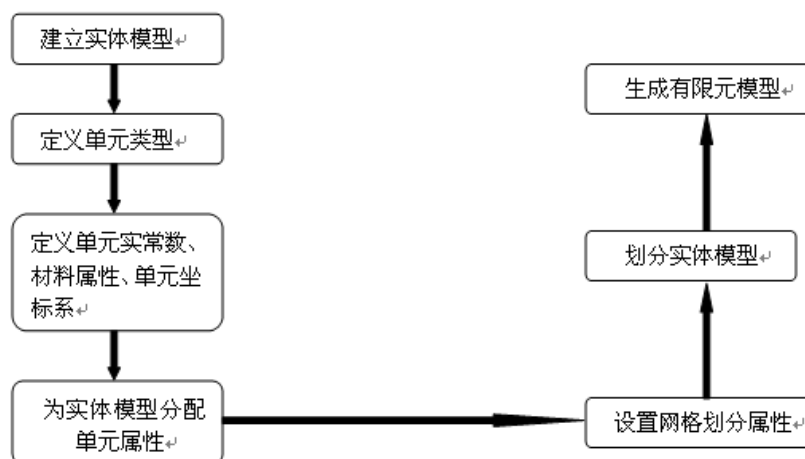 建立实体模型
定义单元类型
定义单元实常数、
材料属性、单元坐
标系
为实体模型分配
单元属性
设置网格划分属性
划分实体模型
生成有限元模型